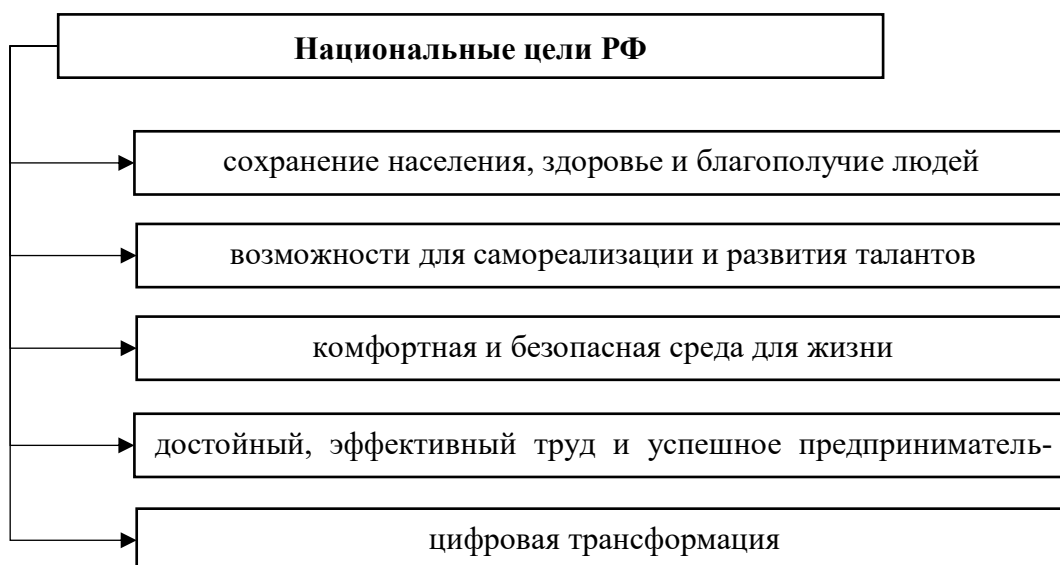 Национальные цели РФ
сохранение населения, здоровье и благополучие людей
возможности для самореализации и развития талантов
комфортная и безопасная среда для жизни
достойный, эффективный труд и успешное предприниматель-
цифровая трансформация